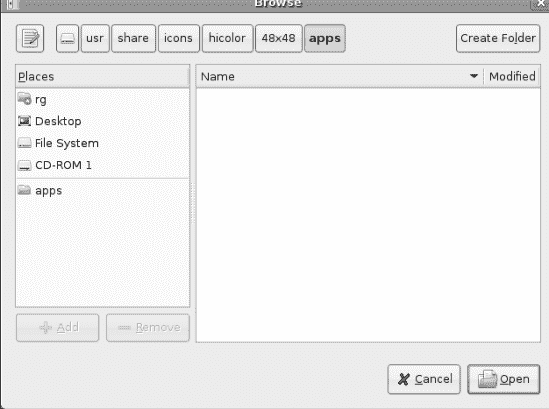 Browse
usr share icons hicolor 48x48 apps Create Folder
Places
rg
Desktop
File System
CD-ROM 1
apps
Add Remove
Name Modified
Cancel Open